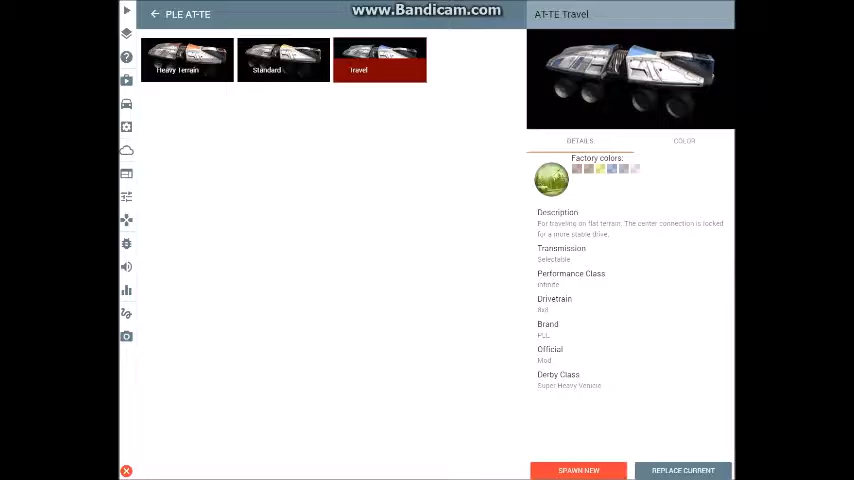 www.Bandicam.com
PLE AT-TE
AT-TE Travel
Heavy Terrain
Standard
Travel
DETAILS
COLOR
Factory colors:
Description
For traveling on flat terrain. The center connection is locked
for a more stable drive.
Transmission
Selectable
Performance Class
Infinite
Drivetrain
8x8
Brand
PLE
Official
Mod
Derby Class
Super Heavy Vehicle
SPAWN NEW
REPLACE CURRENT